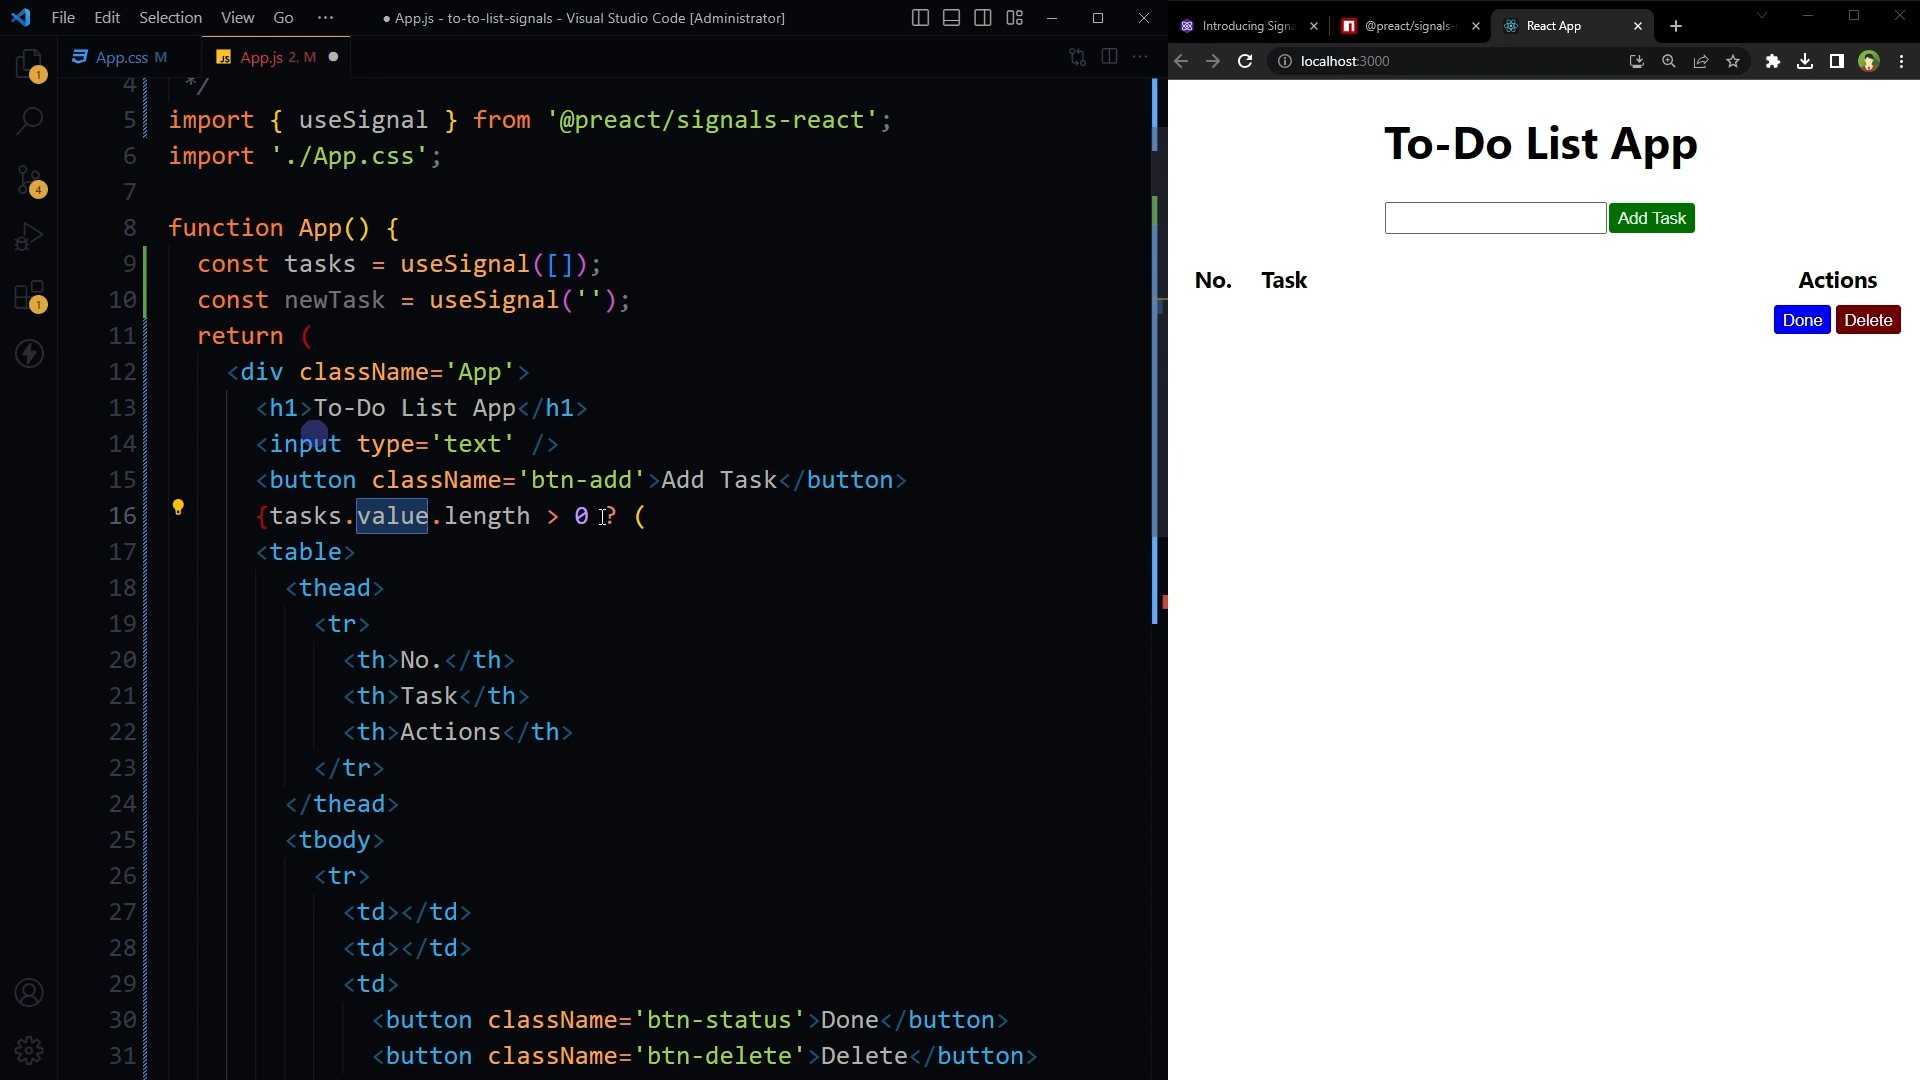 File Edit Selection View Go ··· ● App.js - to-to-list-signals - Visual Studio Code [Administrator]
App.css M
App.js 2, M ●
1
4
1
4 */
5 import { useSignal } from '@preact/signals-react';
6 import './App.css';
7
8 function App() {
9 const tasks = useSignal([]);
10 const newTask = useSignal('');
11 return (
12 <div className='App'>
13 <h1>To-Do List App</h1>
14 <input type='text' />
15 <button className='btn-add'>Add Task</button>
16 {tasks.value.length > 0 ? (
17 <table>
18 <thead>
19 <tr>
20 <th>No.</th>
21 <th>Task</th>
22 <th>Actions</th>
23 </tr>
24 </thead>
25 <tbody>
26 <tr>
27 <td></td>
28 <td></td>
29 <td>
30 <button className='btn-status'>Done</button>
31 <button className='btn-delete'>Delete</button>
Introducing Signa
@preact/signals-
React App
localhost:3000
To-Do List App
Add Task
No. Task Actions
Done Delete